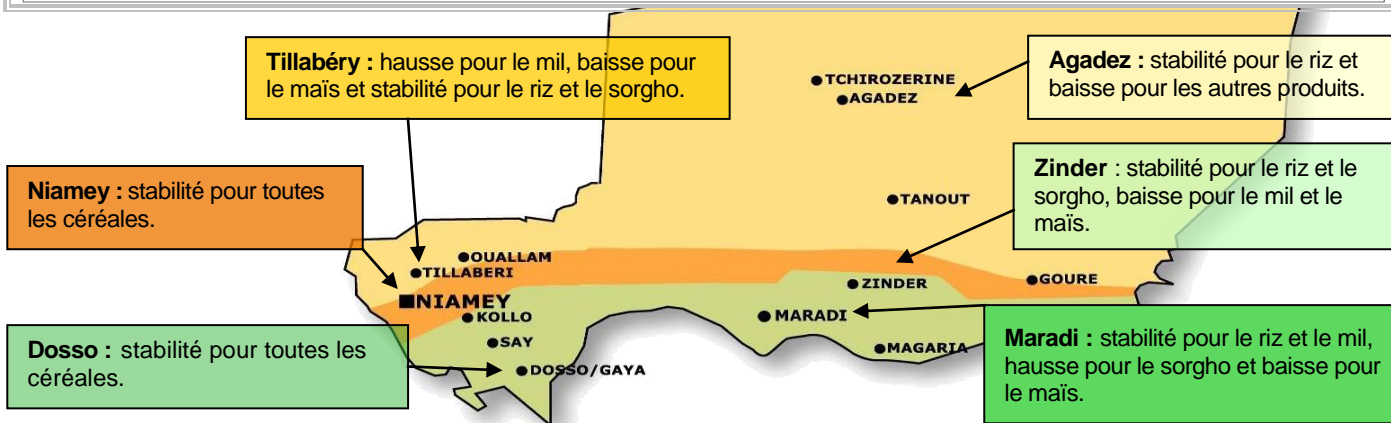 Tillabéry : hausse pour le mil, baisse pour
le maïs et stabilité pour le riz et le sorgho.
Agadez : stabilité pour le riz et
baisse pour les autres produits.
TCHIROZERINE
AGADEZ
Zinder : stabilité pour le riz et le
sorgho, baisse pour le mil et le
maïs.
Niamey : stabilité pour toutes
les céréales.
TANOUT
OUALLAM
TILLABERI
ZINDER
GOURE
NIAMEY
KOLLO
MARADI
SAY
MAGARIA
DOSSO/GAYA
Dosso : stabilité pour toutes les
céréales.
Maradi : stabilité pour le riz et le mil,
hausse pour le sorgho et baisse pour
le maïs.